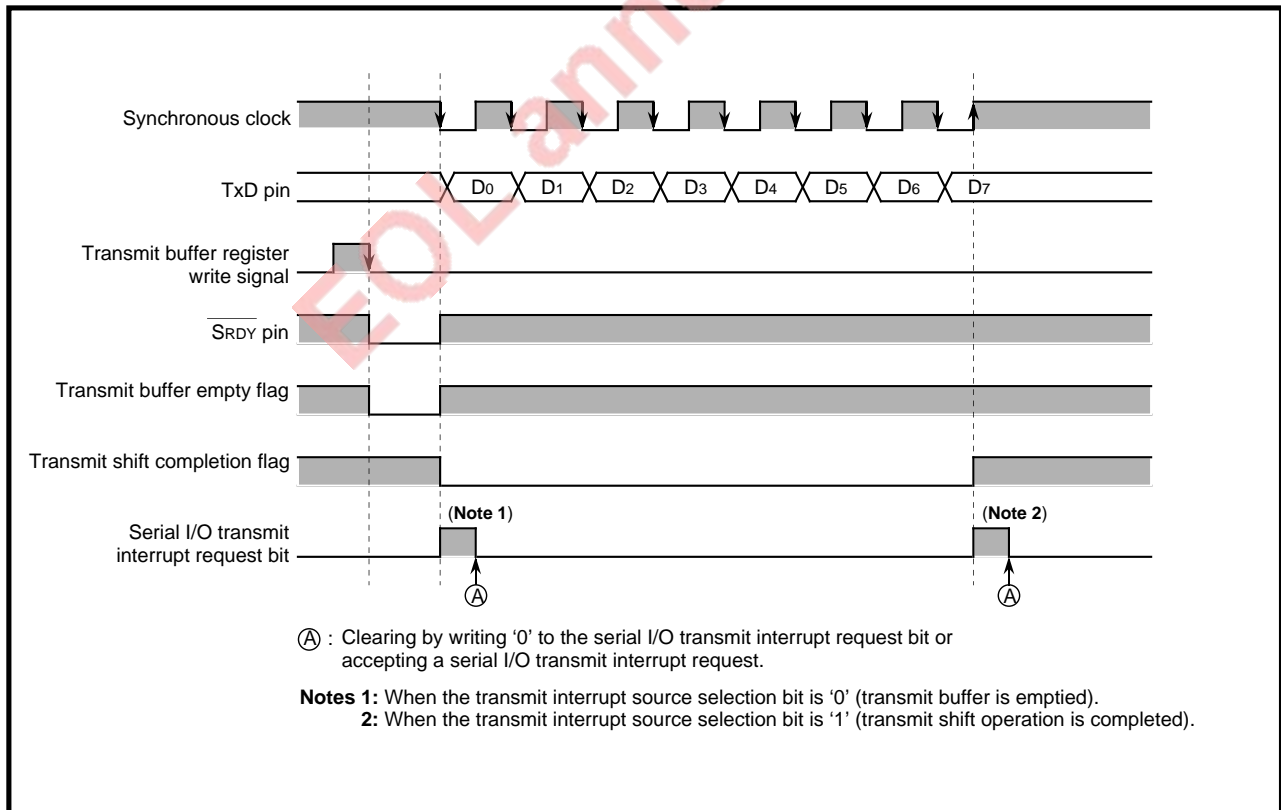 EOL ann
Synchronous clock
TxD pin
D0 D1 D2 D3 D4 D5 D6 D7
Transmit buffer register
write signal
SRDY pin
Transmit buffer empty flag
Transmit shift completion flag
(Note 1) (Note 2)
Serial I/O transmit
interrupt request bit
A A
A : Clearing by writing ‘0’ to the serial I/O transmit interrupt request bit or
accepting a serial I/O transmit interrupt request.
Notes 1: When the transmit interrupt source selection bit is ‘0’ (transmit buffer is emptied).
2: When the transmit interrupt source selection bit is ‘1’ (transmit shift operation is completed).